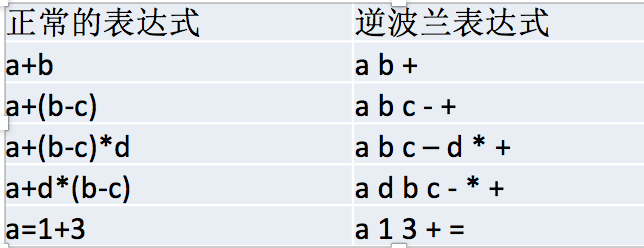 正常的表达式 逆波兰表达式
a+b a b +
a+(b-c) a b c - +
a+(b-c)*d a b c – d * +
a+d*(b-c) a d b c - * +
a=1+3 a 1 3 + =